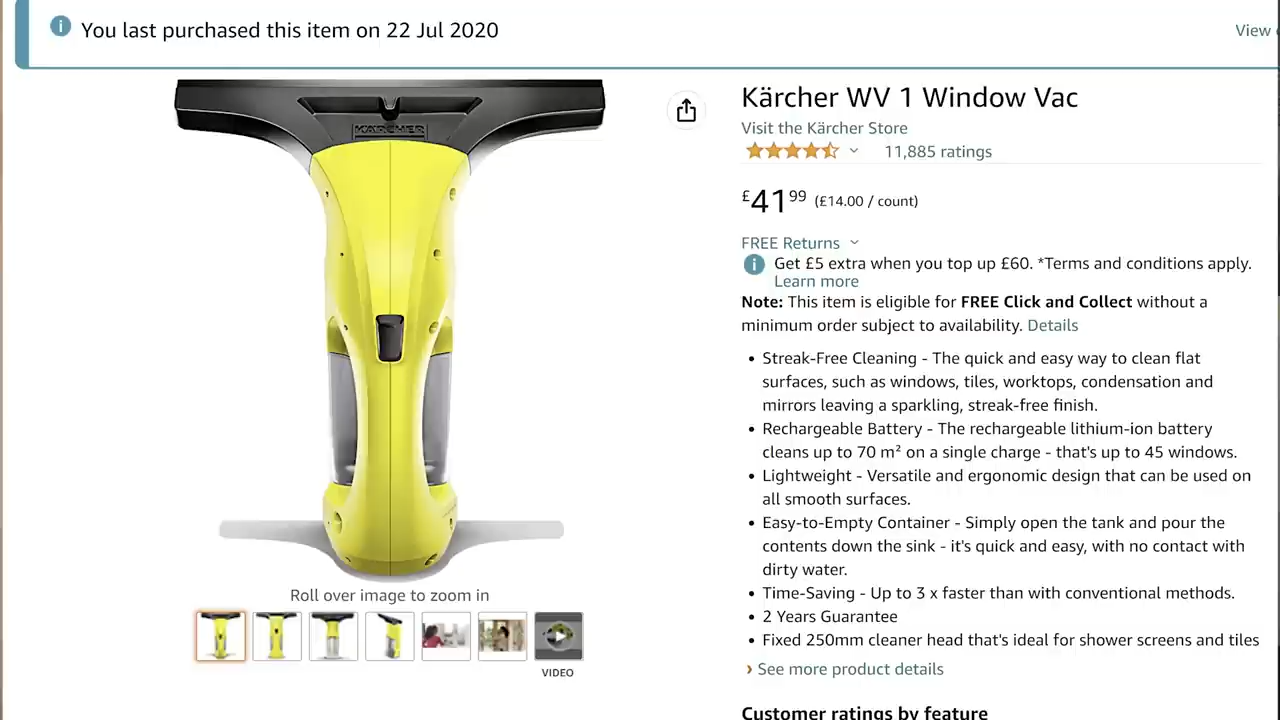 You last purchased this item on 22 Jul 2020
View
KÄRCHER
Kärcher WV 1 Window Vac
Visit the Kärcher Store
11,885 ratings
£41⁹⁹ (£14.00 / count)
FREE Returns
Get £5 extra when you top up £60. *Terms and conditions apply.
Learn more
Note: This item is eligible for FREE Click and Collect without a
minimum order subject to availability. Details
• Streak-Free Cleaning - The quick and easy way to clean flat
surfaces, such as windows, tiles, worktops, condensation and
mirrors leaving a sparkling, streak-free finish.
• Rechargeable Battery - The rechargeable lithium-ion battery
cleans up to 70 m² on a single charge - that's up to 45 windows.
• Lightweight - Versatile and ergonomic design that can be used on
all smooth surfaces.
• Easy-to-Empty Container - Simply open the tank and pour the
contents down the sink - it's quick and easy, with no contact with
dirty water.
• Time-Saving - Up to 3 x faster than with conventional methods.
• 2 Years Guarantee
• Fixed 250mm cleaner head that's ideal for shower screens and tiles
› See more product details
Roll over image to zoom in
VIDEO
Customer ratings by feature